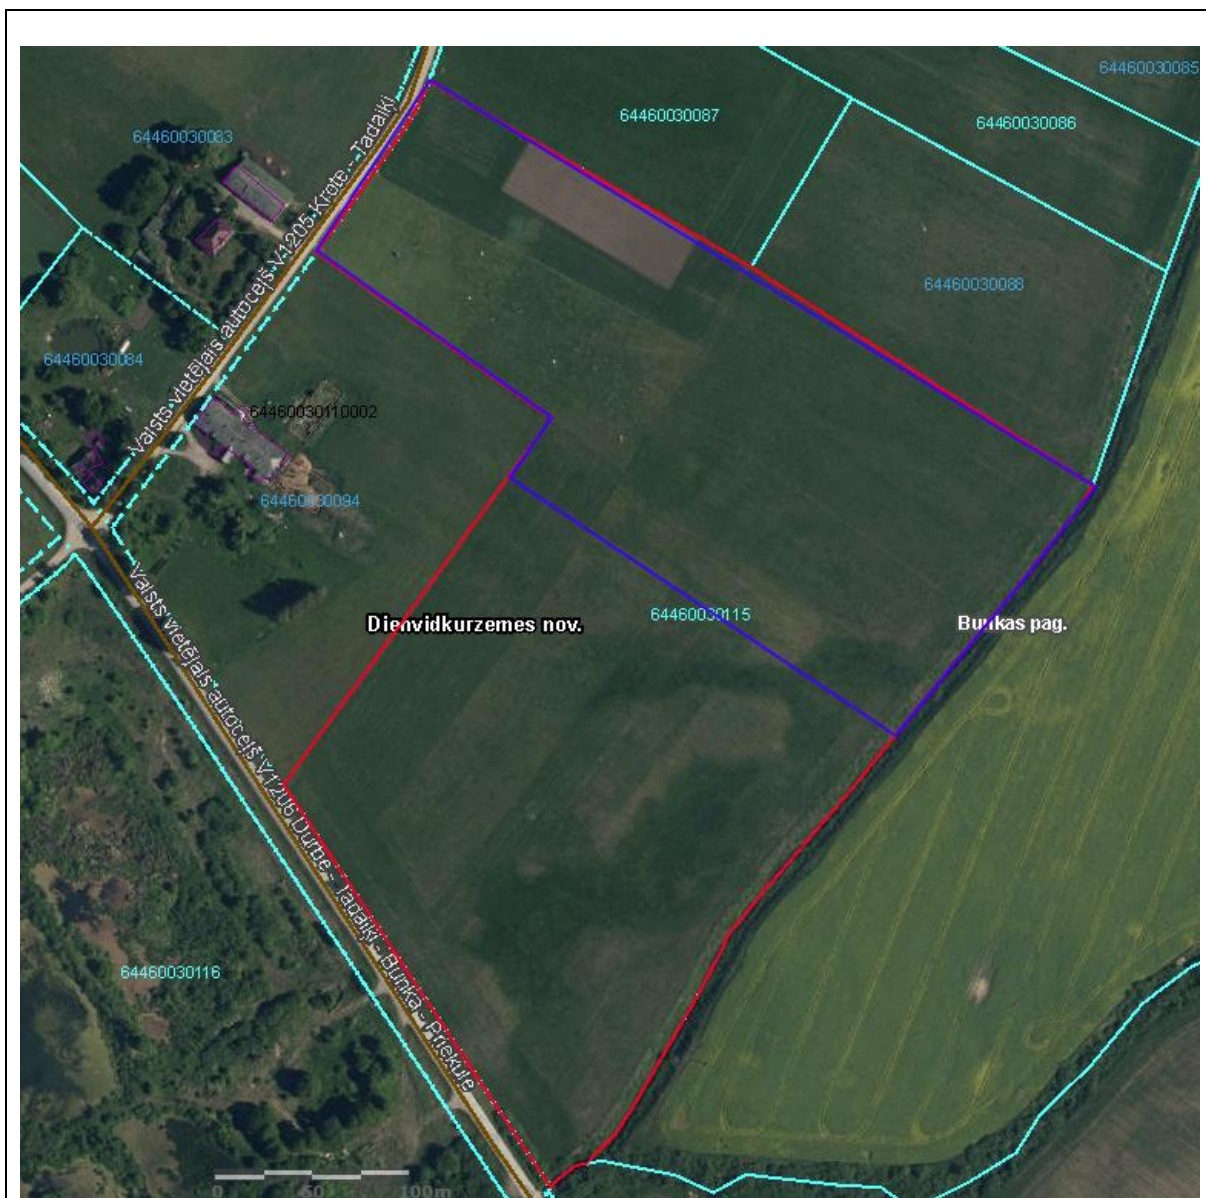 64460030085
64460030087
64460030086
64460030083
Valsts vietējais autoceļš V1205 Krote - Tadaiķi
64460030088
64460030084
64460030110002
64460030094
64460030115
Dienvidkurzemes nov.
Bunkas pag.
Valsts vietējais autoceļš V1206 Durbe - Tadaiķi - Bunka - Priekule
64460030116
0 50 100m